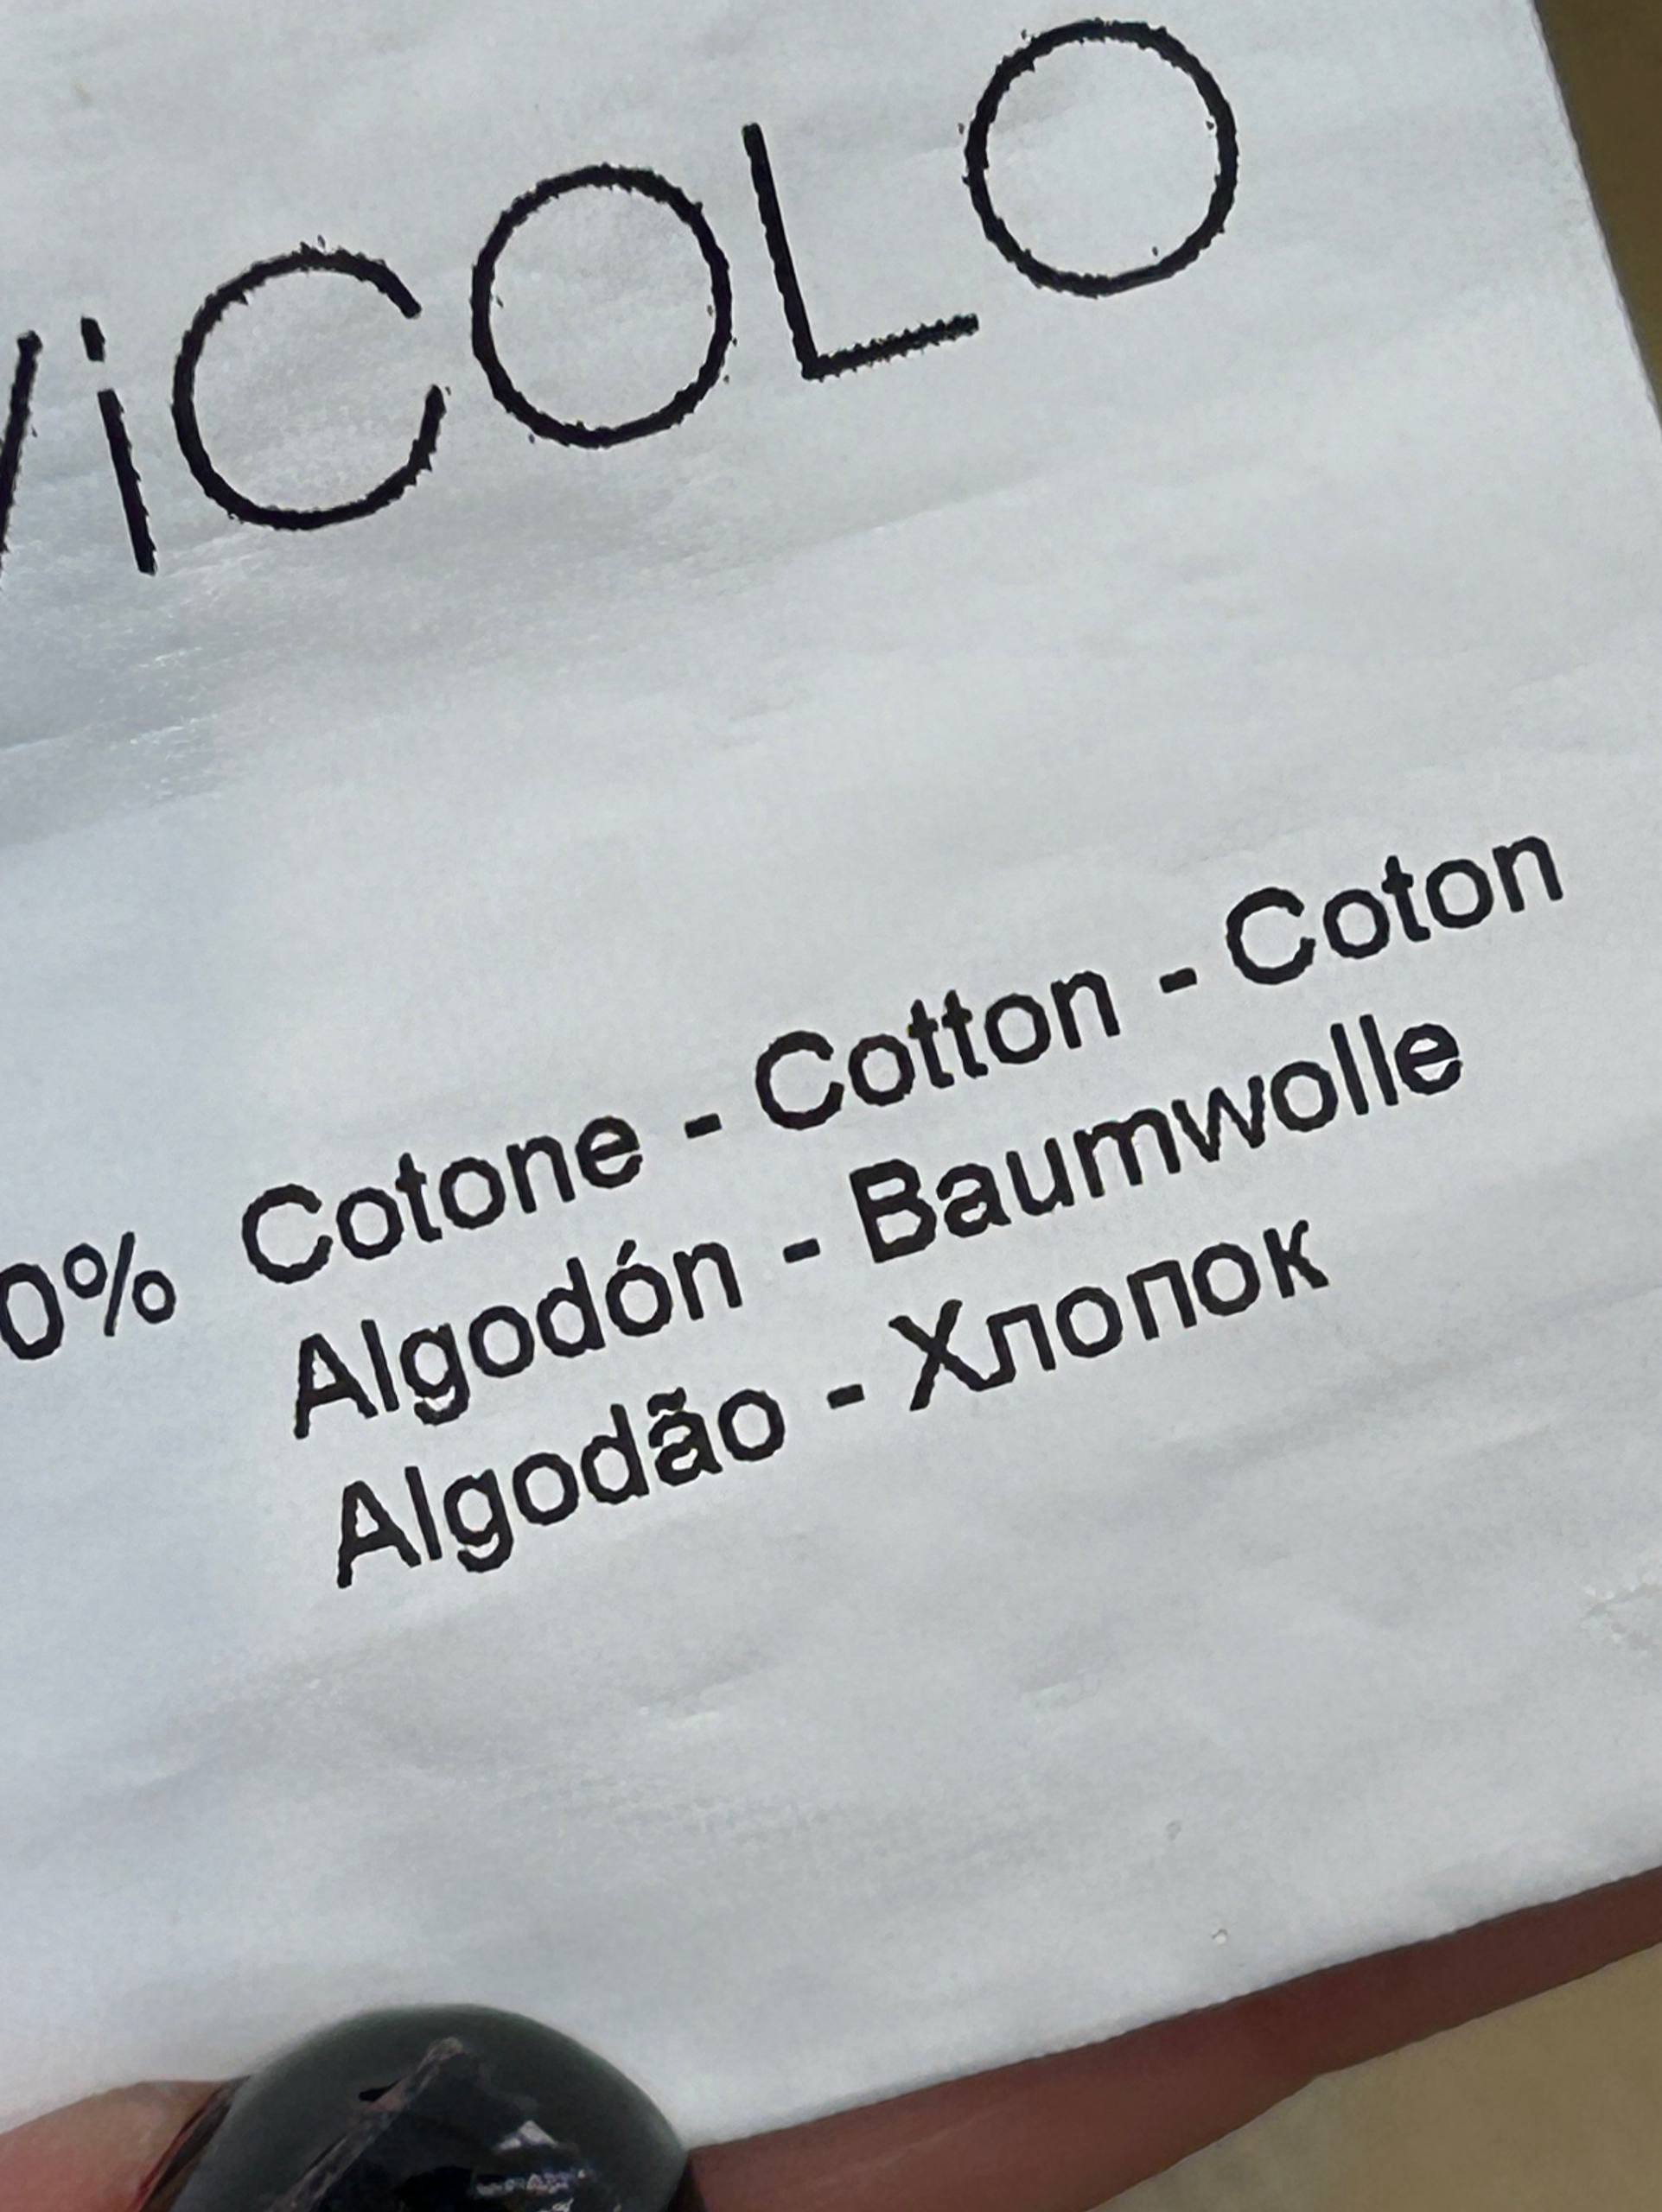 ViCOLO
0% Cotone - Cotton - Coton
Algodón - Baumwolle
Algodão - Хлопок